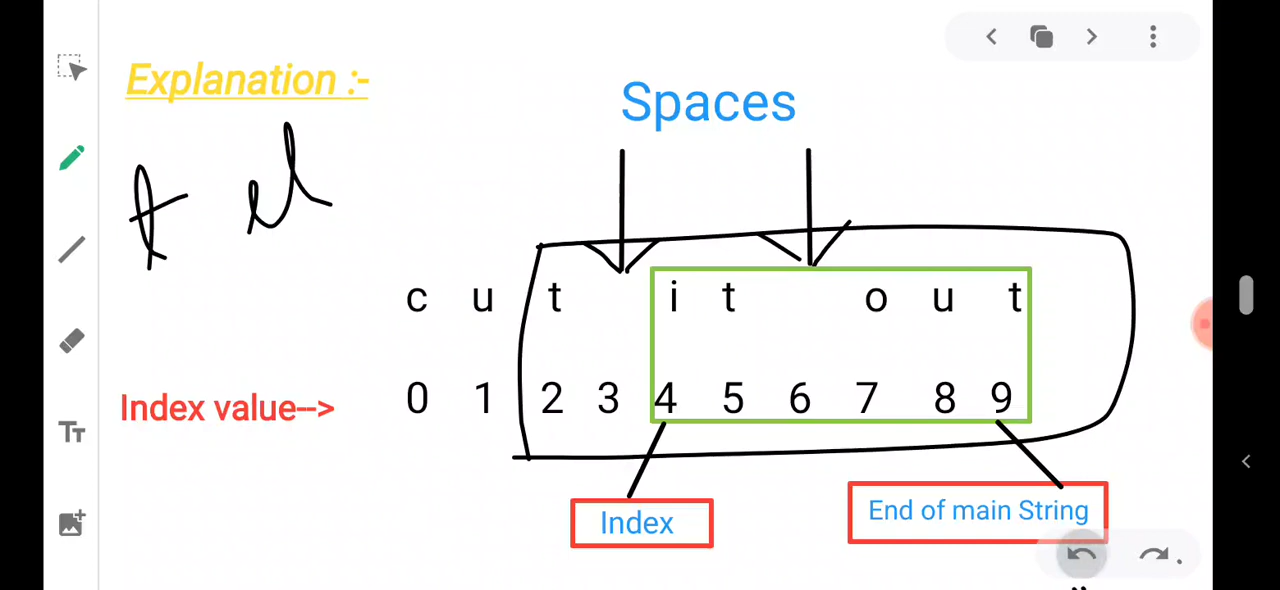 Explanation :-
Spaces
c u t i t o u t
Index value--> 0 1 2 3 4 5 6 7 8 9
Index
End of main String